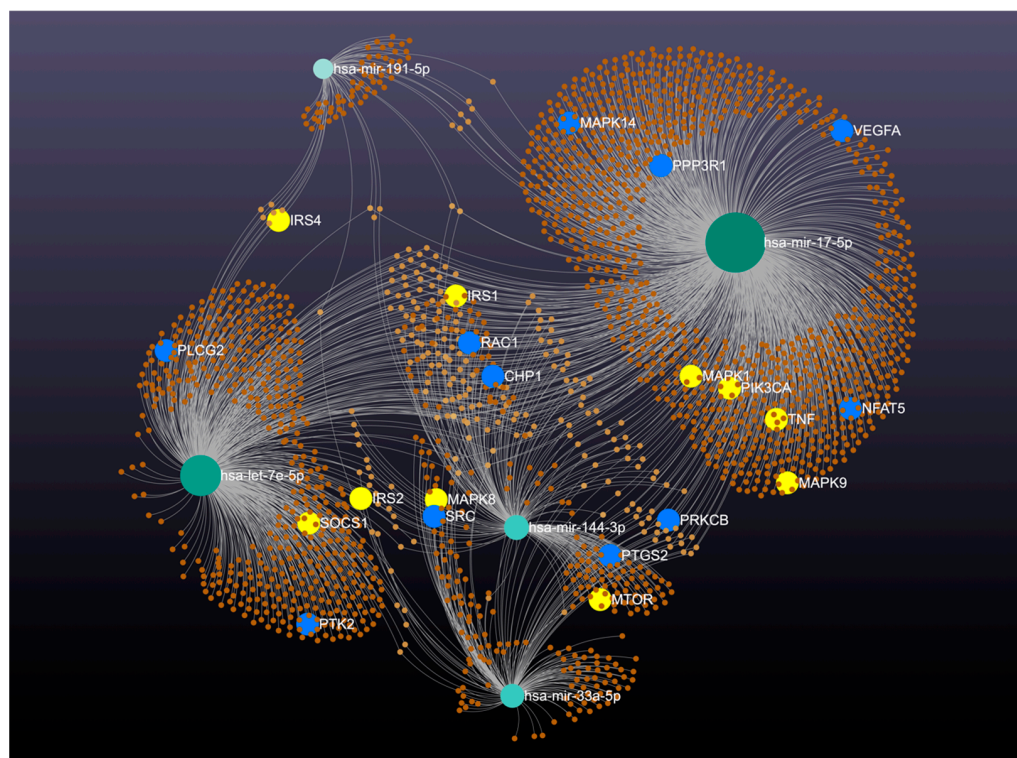 hsa-mir-191-5p
MAPK14
VEGFA
PPP3R1
IRS4
hsa-mir-17-5p
IRS1
RAC1
PLCG2
CHP1
MAPK1
PIK3CA
NFAT5
TNF
hsa-let-7e-5p
MAPK9
IRS2
MAPK8
SRC
PRKCB
SOCS1
hsa-mir-144-3p
PTGS2
MTOR
PTK2
hsa-mir-33a-5p